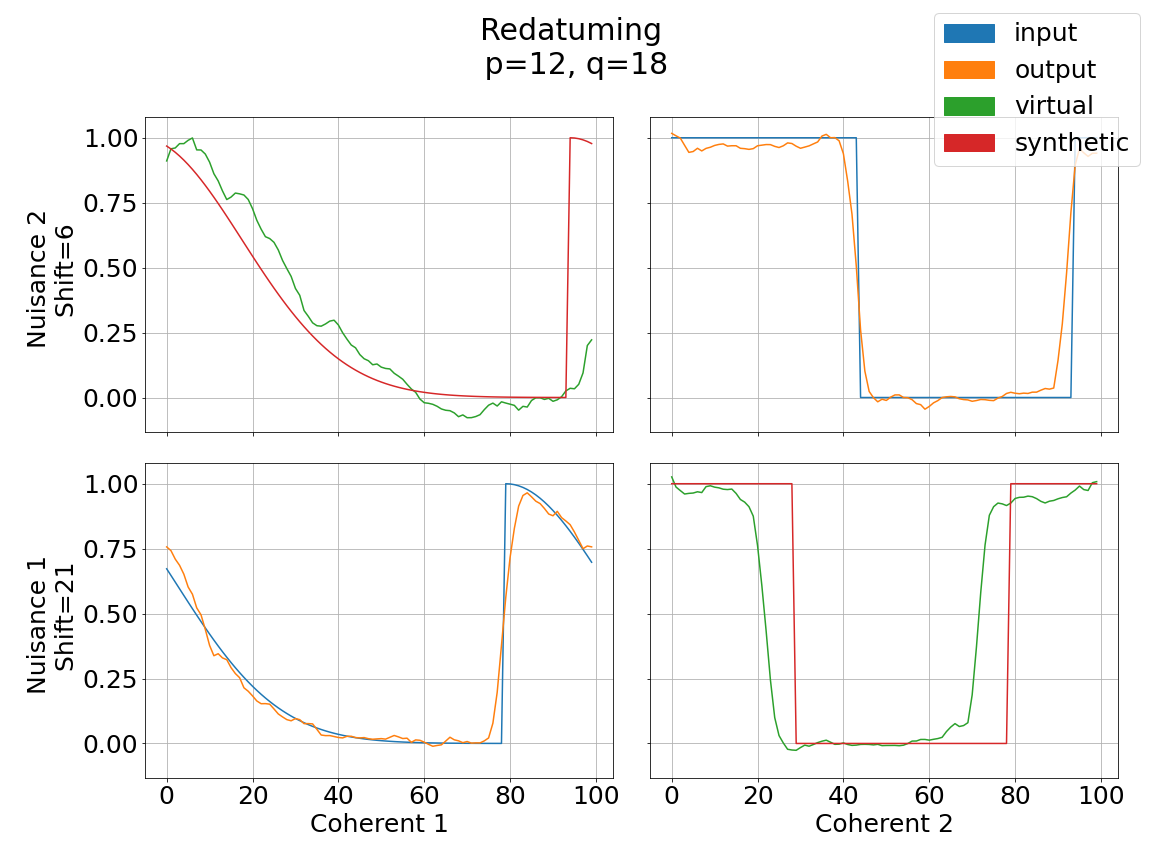 Redatuming
p=12, q=18
input
output
virtual
synthetic
Nuisance 2
Shift=6
1.00
0.75
0.50
0.25
0.00
Nuisance 1
Shift=21
1.00
0.75
0.50
0.25
0.00
0 20 40 60 80 100
0 20 40 60 80 100
Coherent 1
Coherent 2